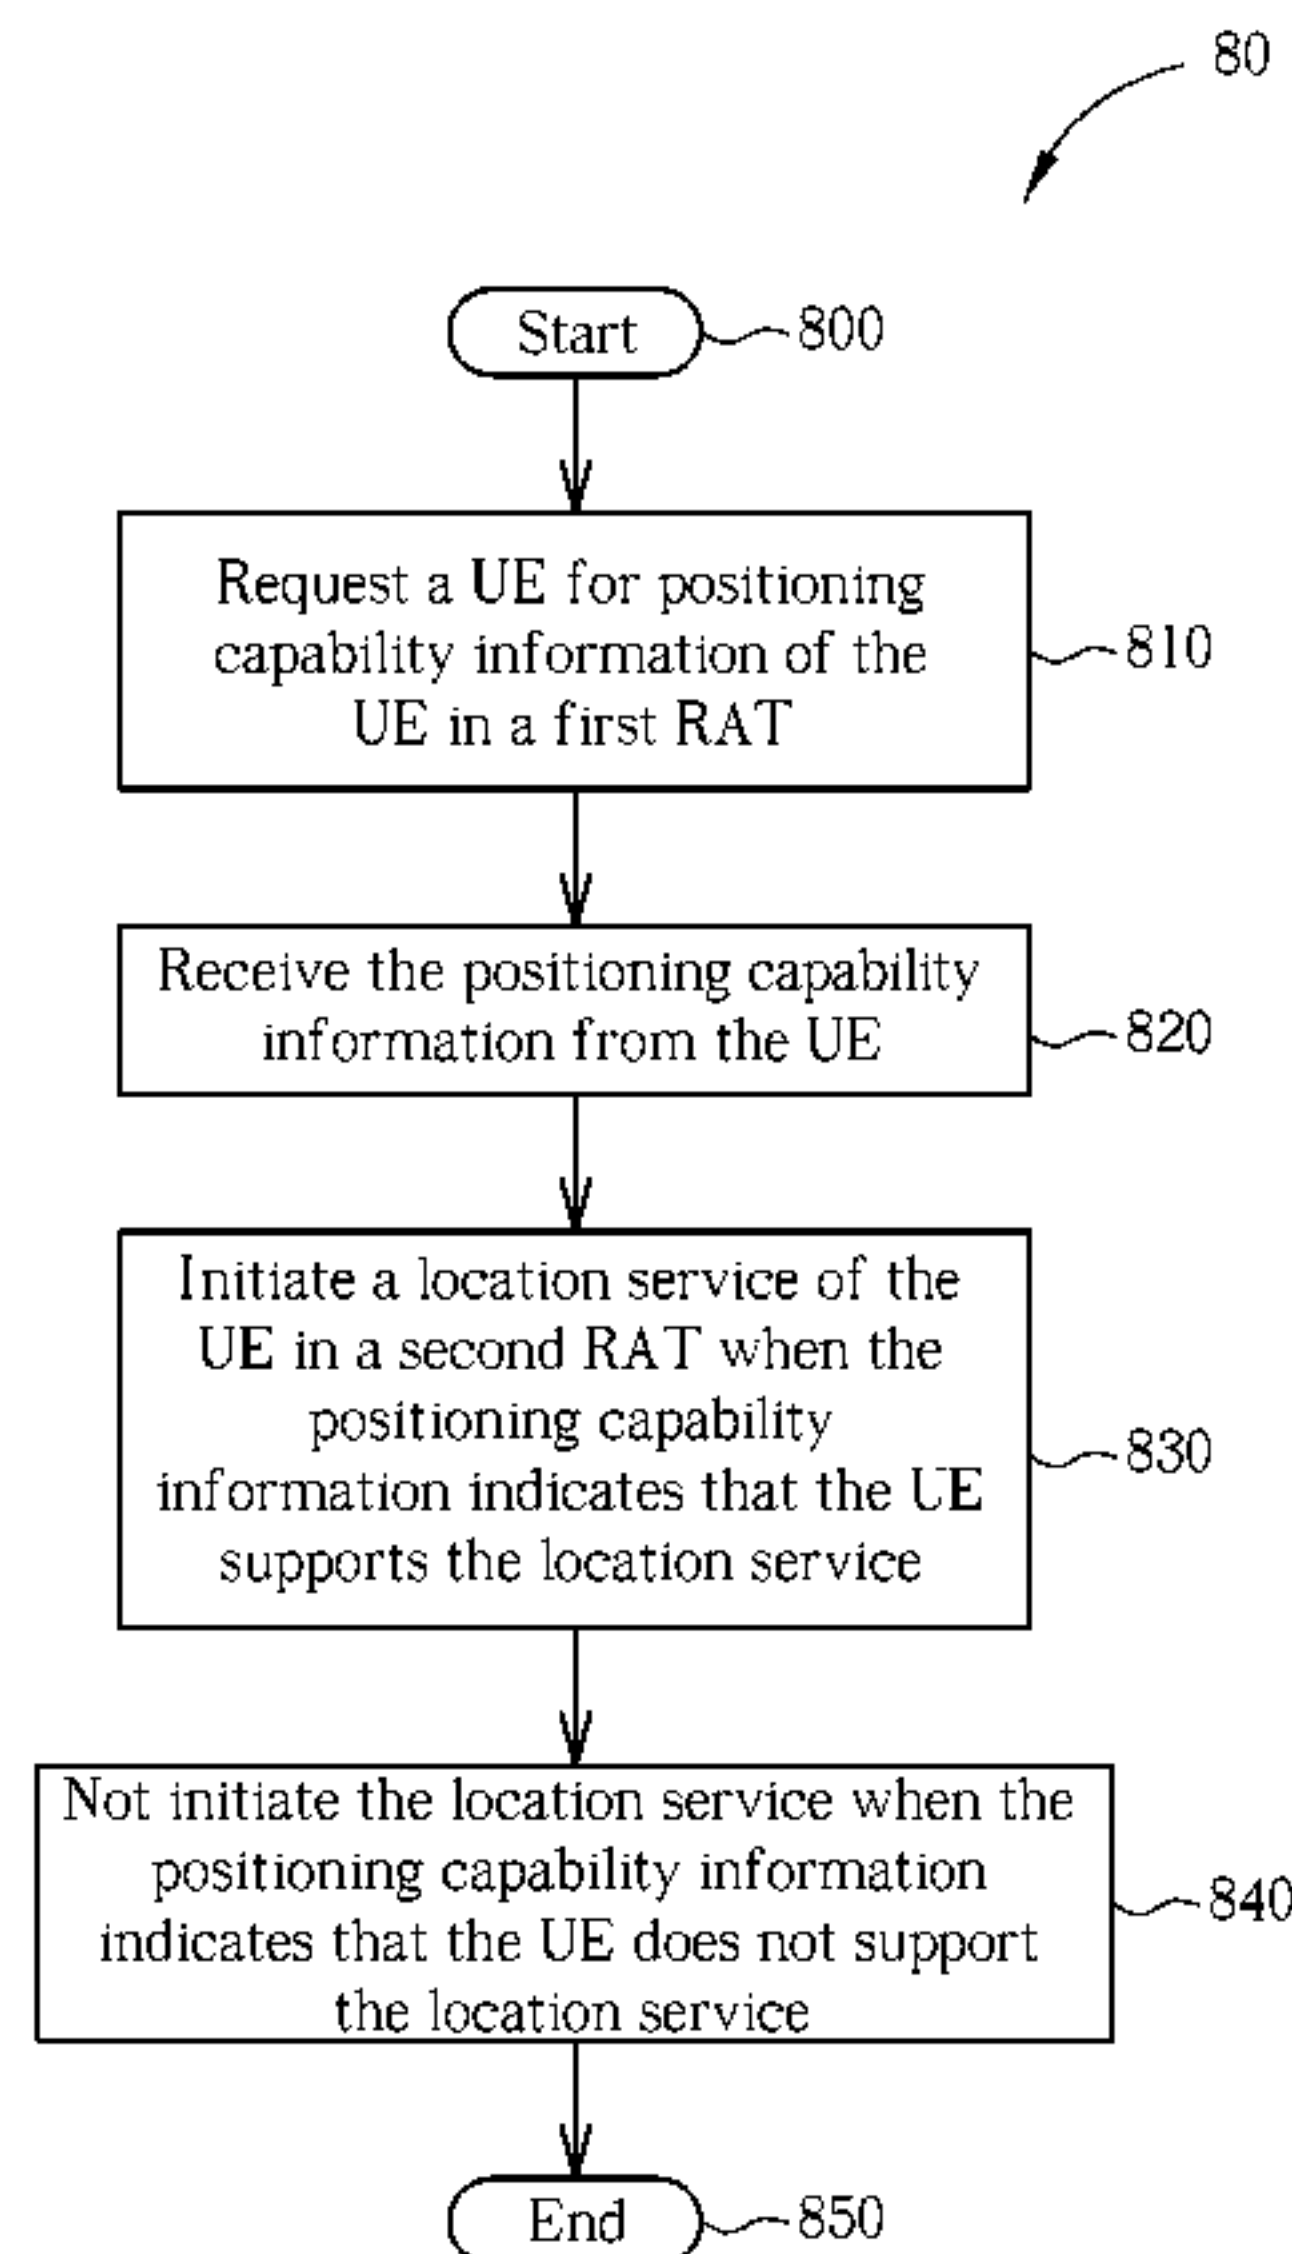 80
Start
800
Request a UE for positioning
capability information of the
UE in a first RAT
810
Receive the positioning capability
information from the UE
820
Initiate a location service of the
UE in a second RAT when the
positioning capability
information indicates that the UE
supports the location service
830
Not initiate the location service when the
positioning capability information
indicates that the UE does not support
the location service
840
End
850